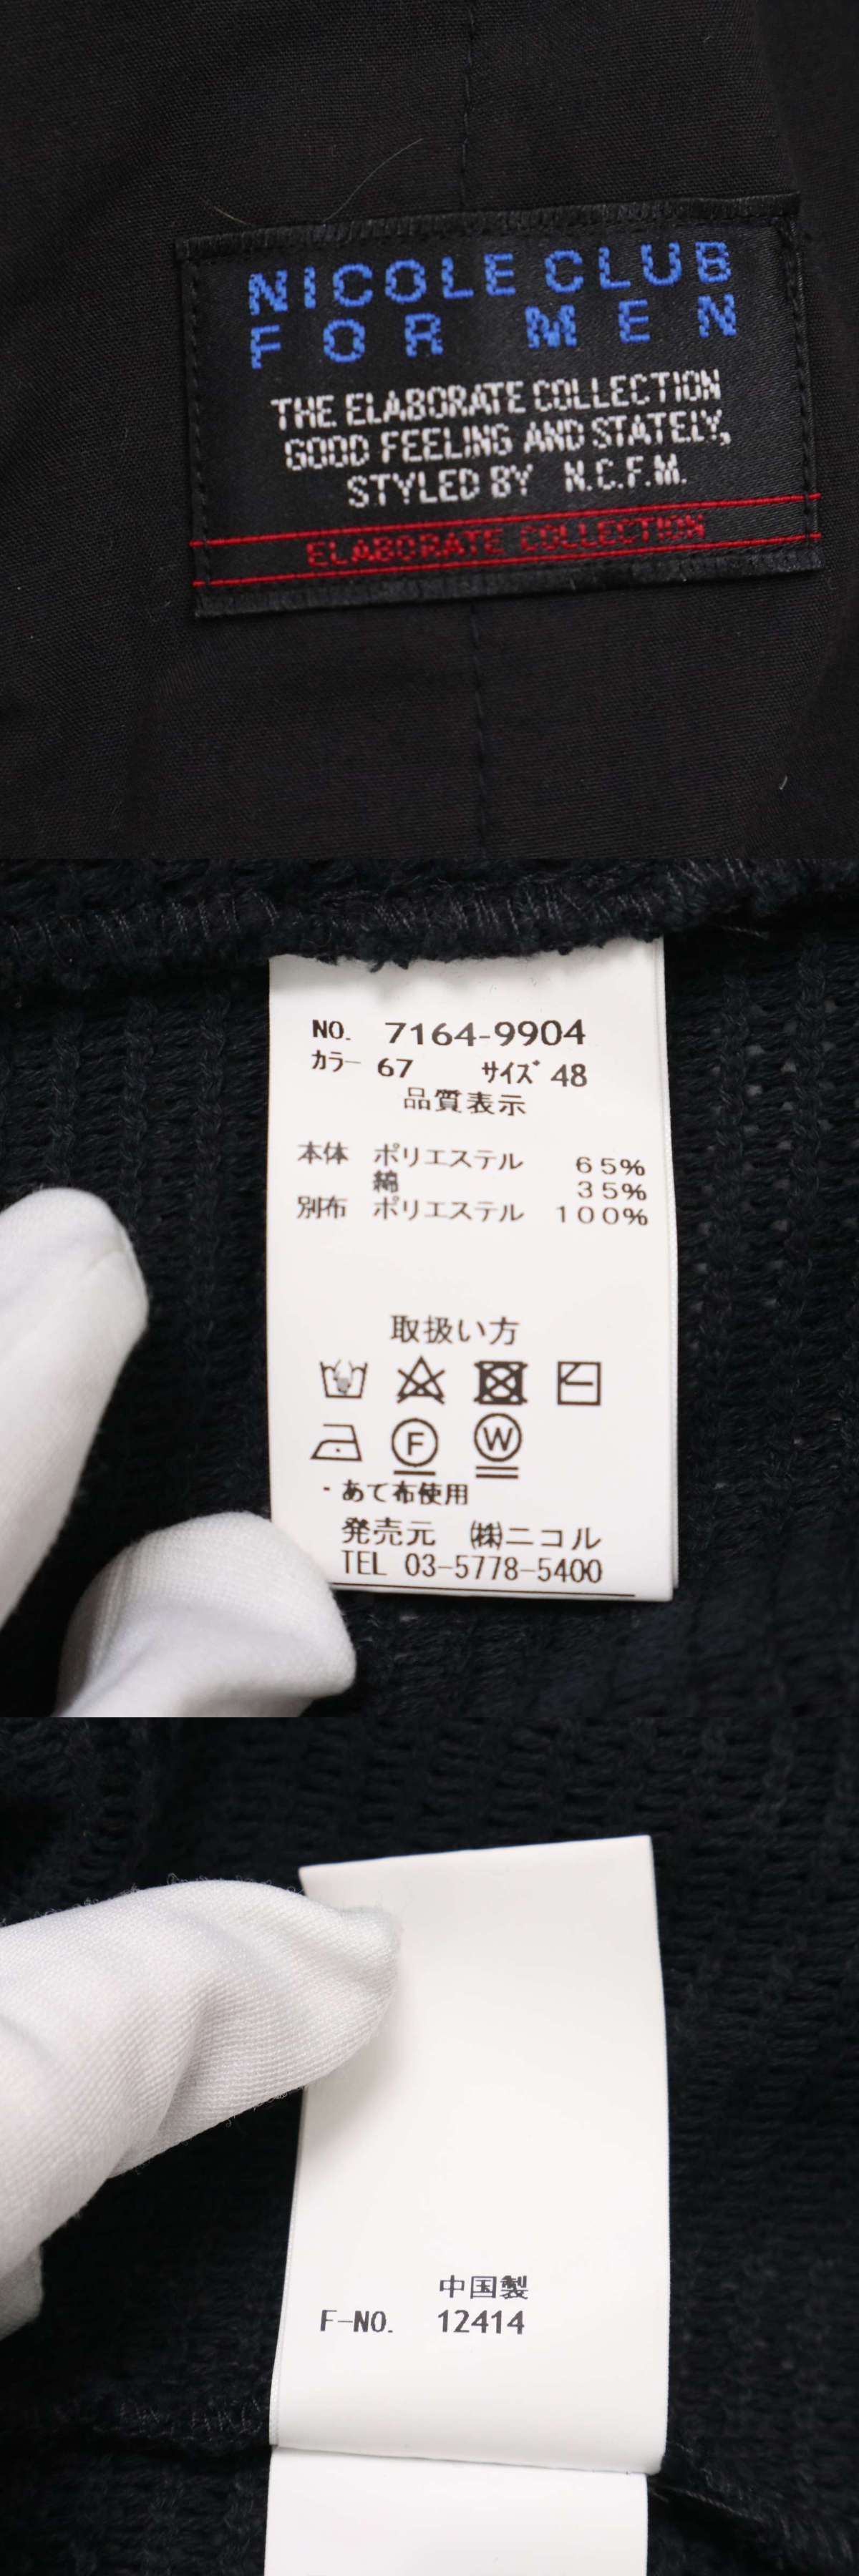 NICOLE CLUB
FOR MEN
THE ELABORATE COLLECTION
GOOD FEELING AND STATELY,
STYLED BY N.C.F.M.
ELABORATE COLLECTION
NO. 7164-9904
カラー 67 サイズ 48
品質表示
本体 ポリエステル 65%
綿 35%
別布 ポリエステル 100%
取扱い方
F W
・あて布使用
発売元 ㈱ニコル
TEL 03-5778-5400
中国製
F-NO. 12414